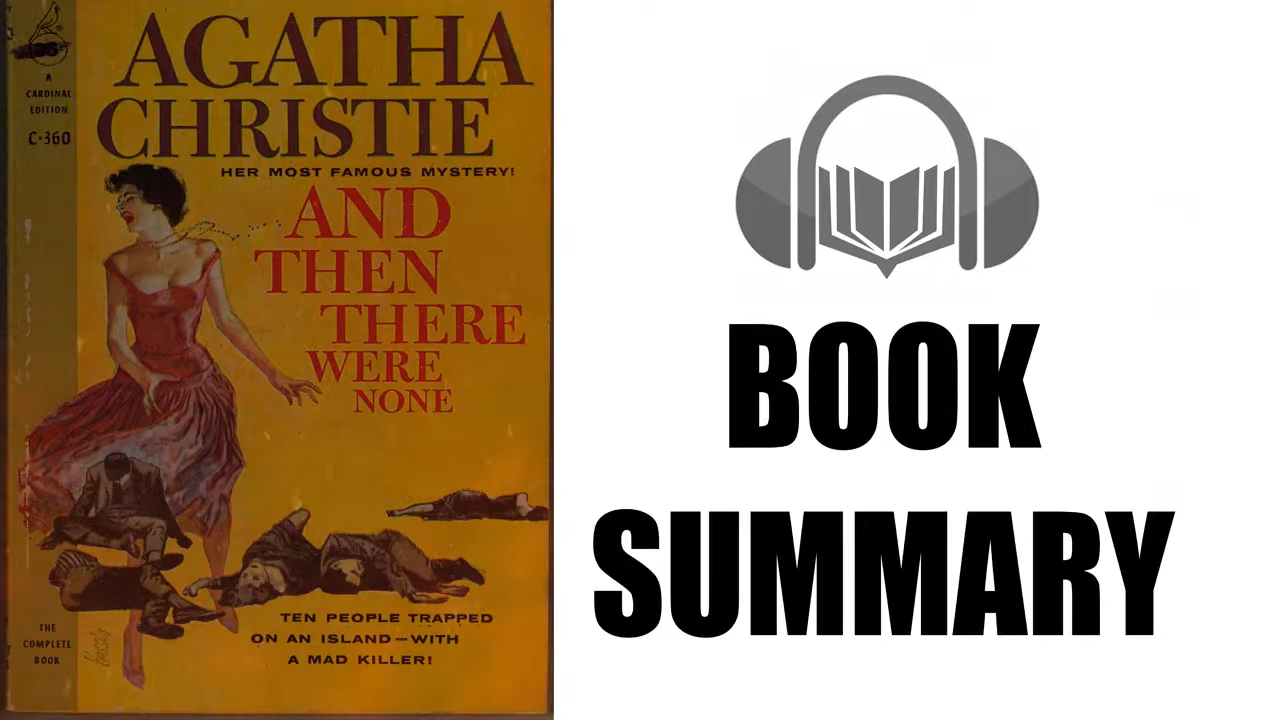 A
CARDINAL
EDITION
C·360
AGATHA
CHRISTIE
HER MOST FAMOUS MYSTERY!
AND
THEN
THERE
WERE
NONE
TEN PEOPLE TRAPPED
ON AN ISLAND—WITH
A MAD KILLER!
THE
COMPLETE
BOOK
BOOK
SUMMARY